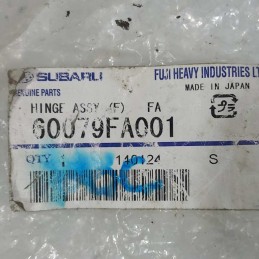 SUBARU
FUJI HEAVY INDUSTRIES LT
GENUINE PARTS
MADE IN JAPAN
HINGE ASSY (F) FA
60079FA001
QTY 1 140124 S